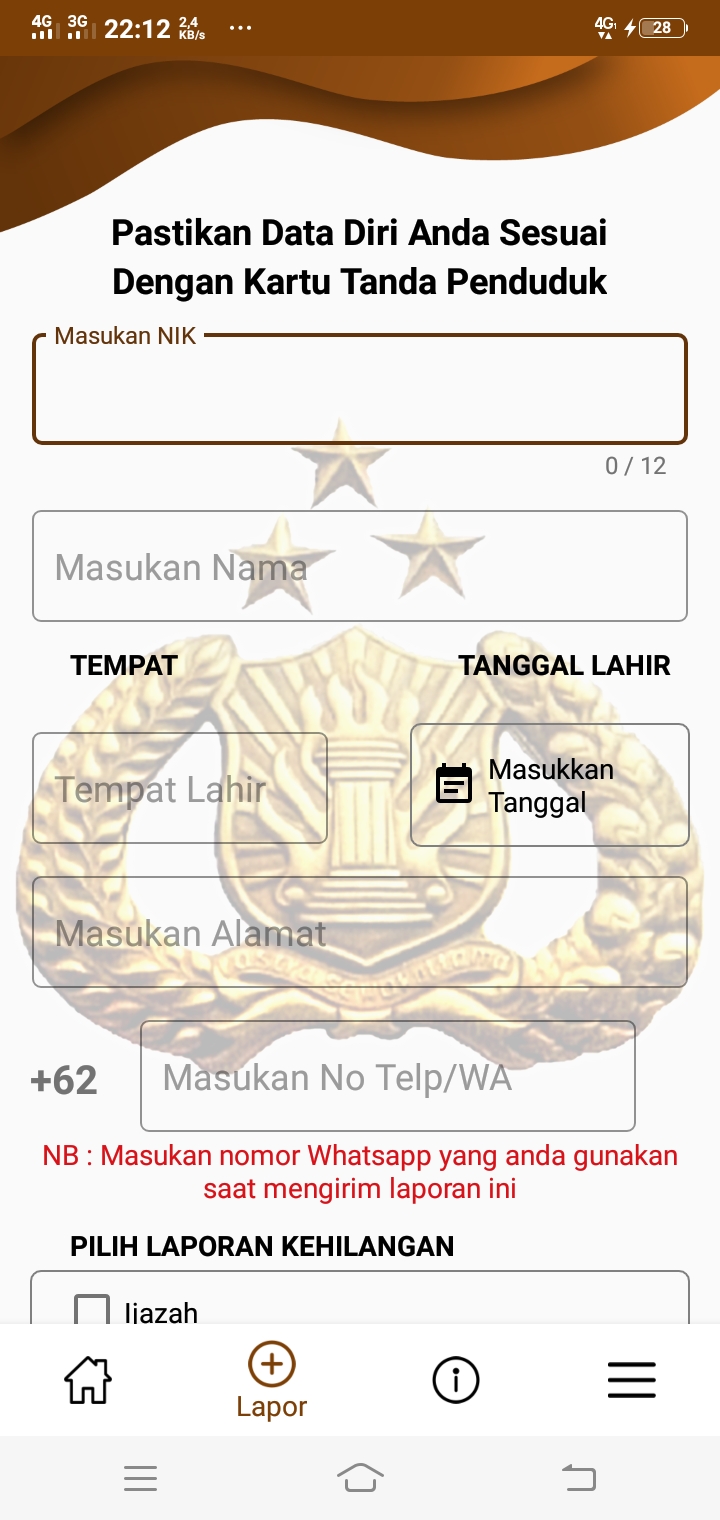 4G 3G 22:12 2,4 KB/s ... 4G 28
Pastikan Data Diri Anda Sesuai
Dengan Kartu Tanda Penduduk
Masukan NIK
0 / 12
Masukan Nama
TEMPAT TANGGAL LAHIR
Tempat Lahir
Masukkan
Tanggal
Masukan Alamat
+62 Masukan No Telp/WA
NB : Masukan nomor Whatsapp yang anda gunakan
saat mengirim laporan ini
PILIH LAPORAN KEHILANGAN
Ijazah
Lapor